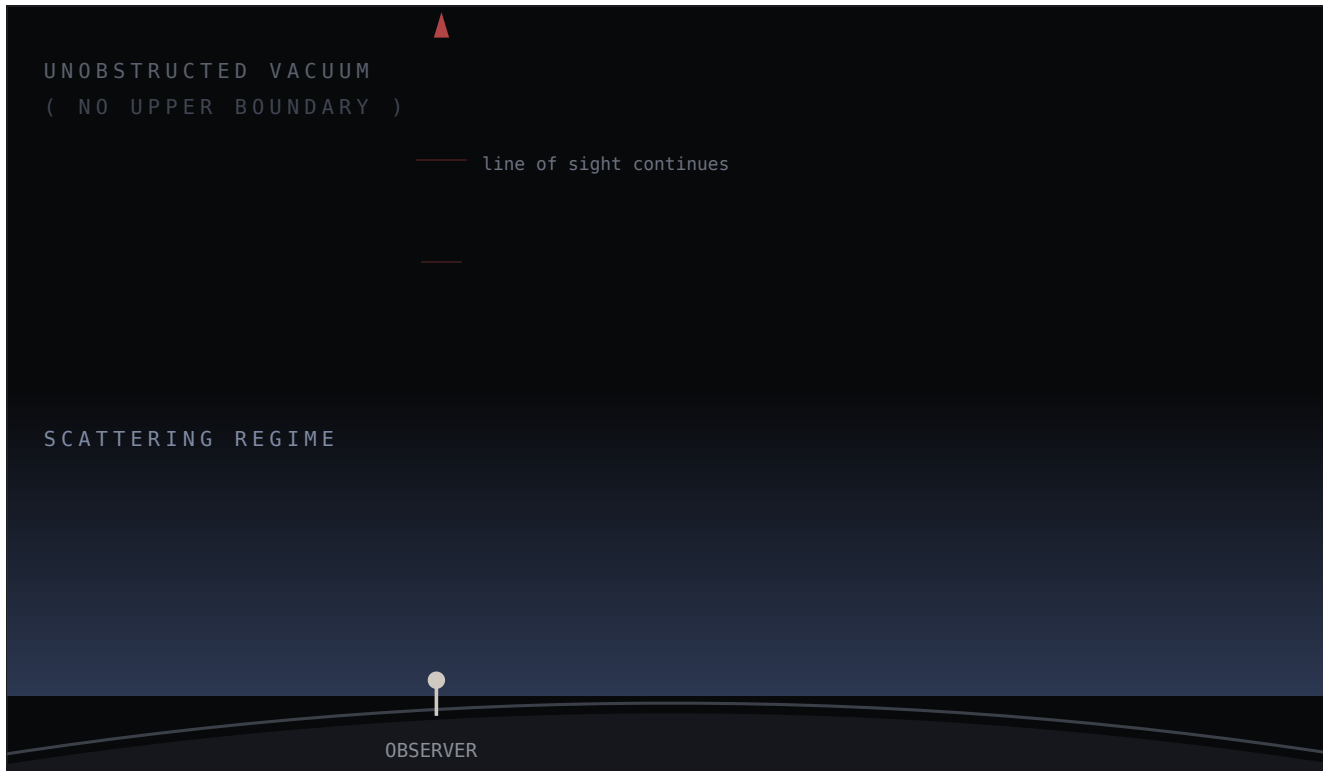 UNOBSTRUCTED VACUUM
( NO UPPER BOUNDARY )
line of sight continues
SCATTERING REGIME
OBSERVER